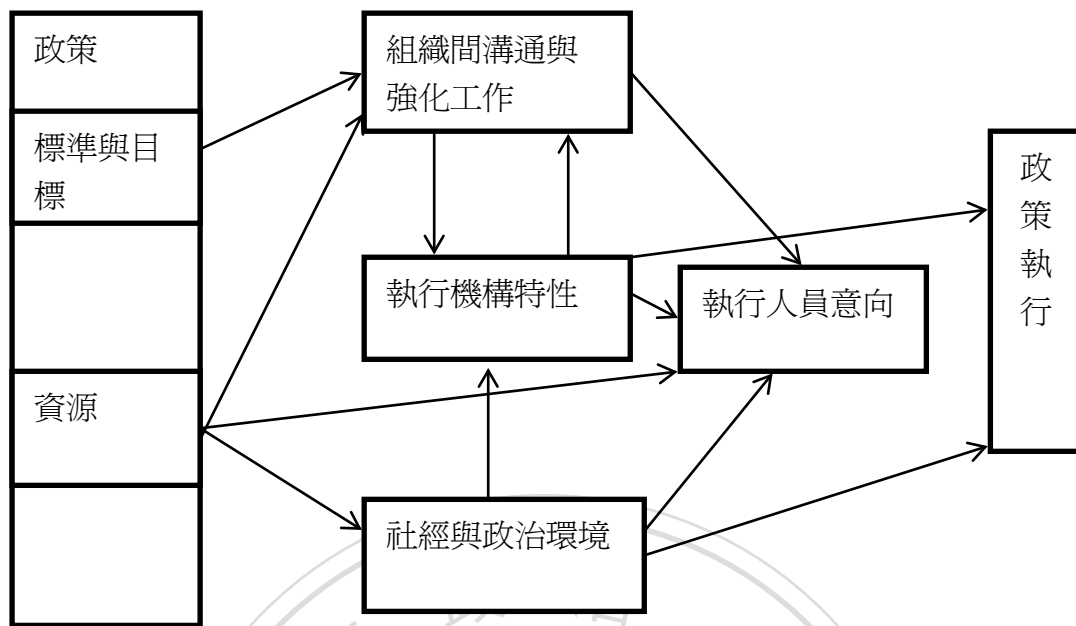 政策
標準與目
標
資源
組織間溝通與
強化工作
執行機構特性
社經與政治環境
執行人員意向
政
策
執
行